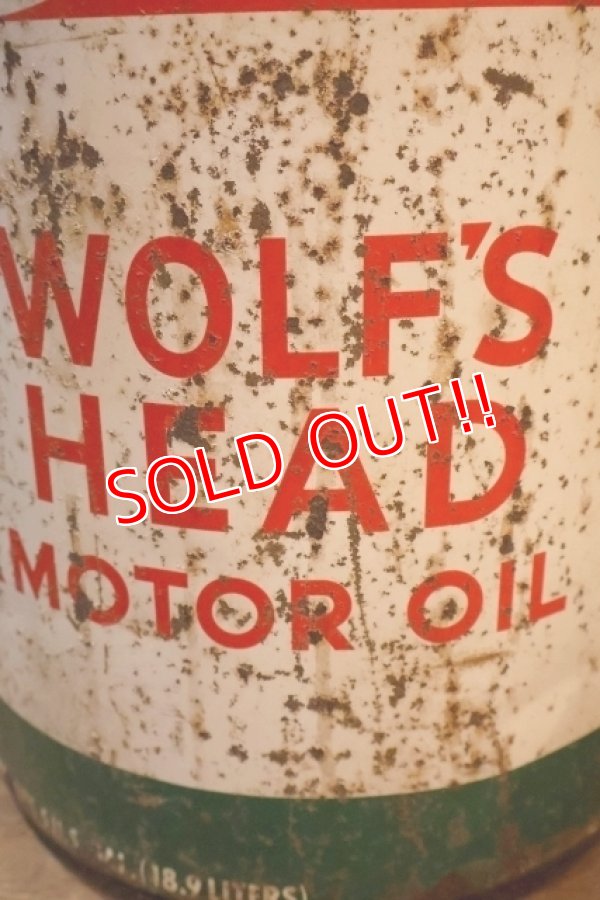 WOLF'S
HEAD
SOLD OUT!!
MOTOR OIL
(18.9 LITERS)